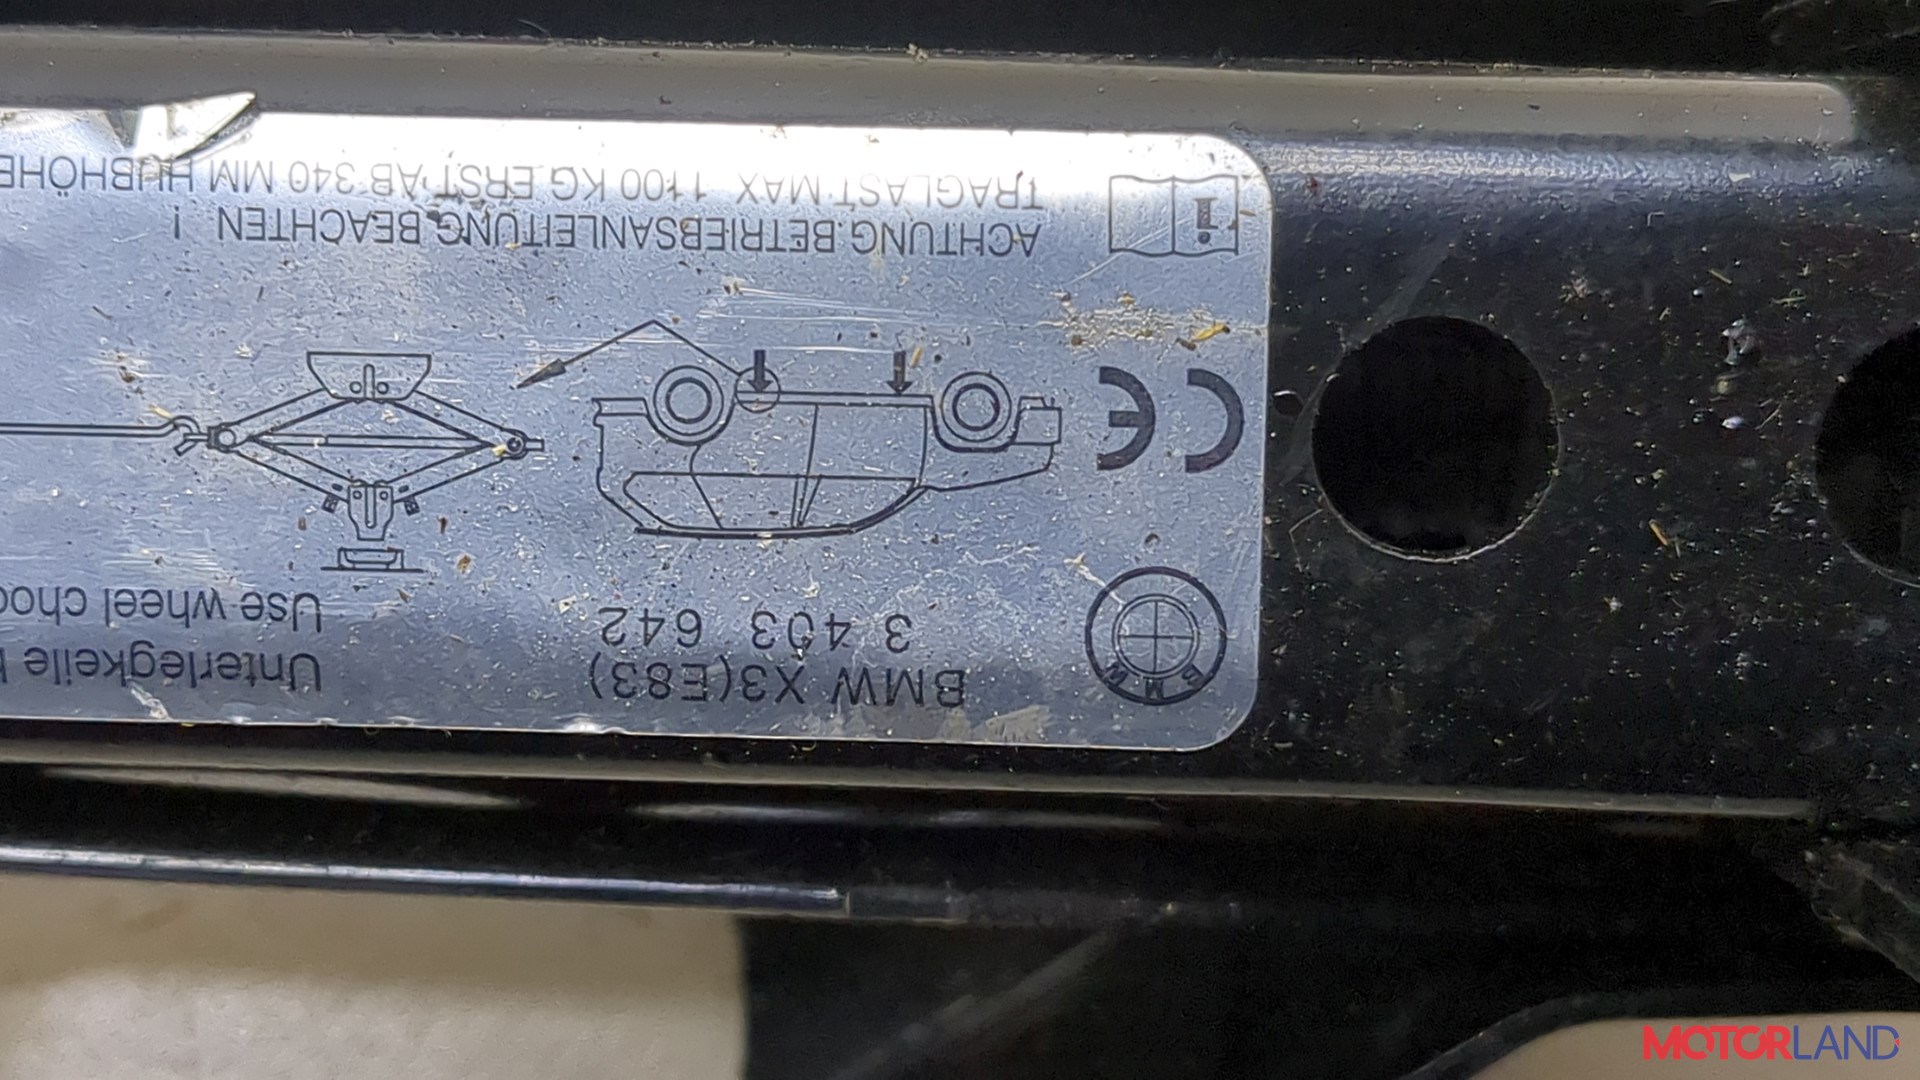 BMW X3(E83)
3 403 642
Unterlegkeile
Use wheel
BMW
CE
ACHTUNG BETRIEBSANLEITUNG BEACHTEN !
TRAGLAST MAX. 1100 KG ERST AB 340 MM HUBHÖHE
i
MOTORLAND